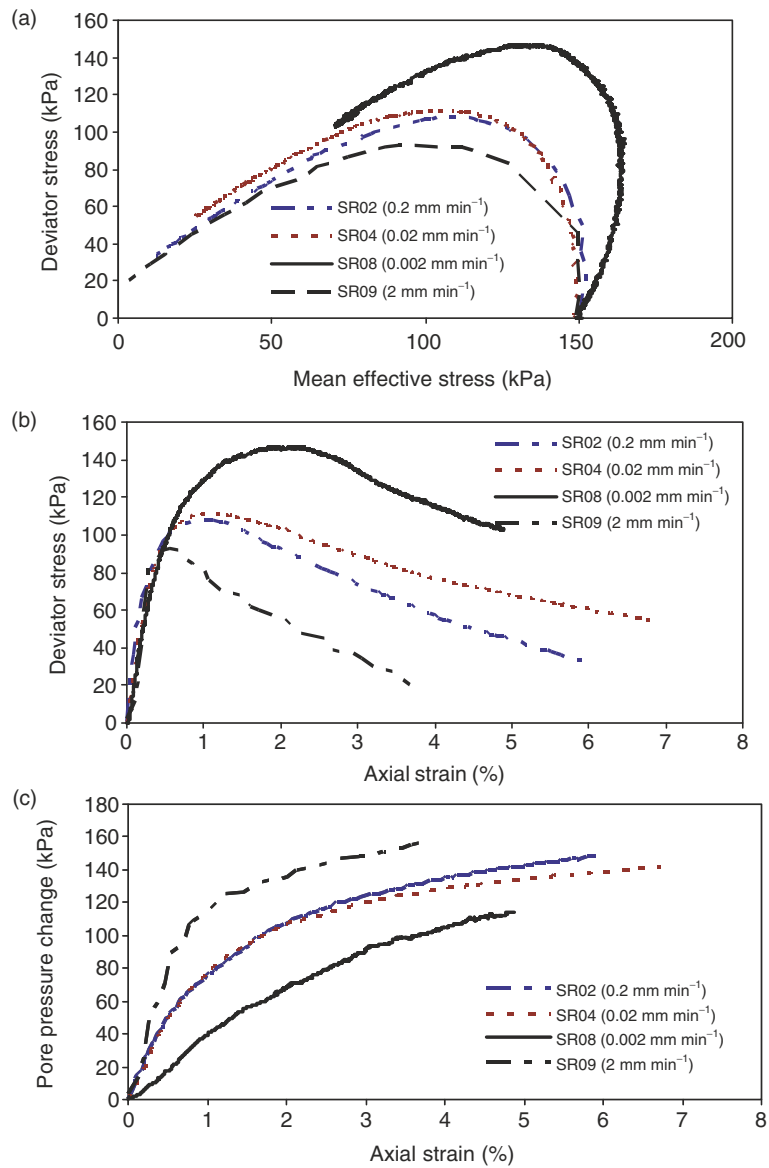 (a)
160
140
120
100
80
60
40
20
0
Deviator stress (kPa)
SR02 (0.2 mm min⁻¹)
SR04 (0.02 mm min⁻¹)
SR08 (0.002 mm min⁻¹)
SR09 (2 mm min⁻¹)
0 50 100 150 200
Mean effective stress (kPa)
(b)
160
140
120
100
80
60
40
20
0
Deviator stress (kPa)
SR02 (0.2 mm min⁻¹)
SR04 (0.02 mm min⁻¹)
SR08 (0.002 mm min⁻¹)
SR09 (2 mm min⁻¹)
0 1 2 3 4 5 6 7 8
Axial strain (%)
(c)
180
160
140
120
100
80
60
40
20
0
Pore pressure change (kPa)
SR02 (0.2 mm min⁻¹)
SR04 (0.02 mm min⁻¹)
SR08 (0.002 mm min⁻¹)
SR09 (2 mm min⁻¹)
0 1 2 3 4 5 6 7 8
Axial strain (%)